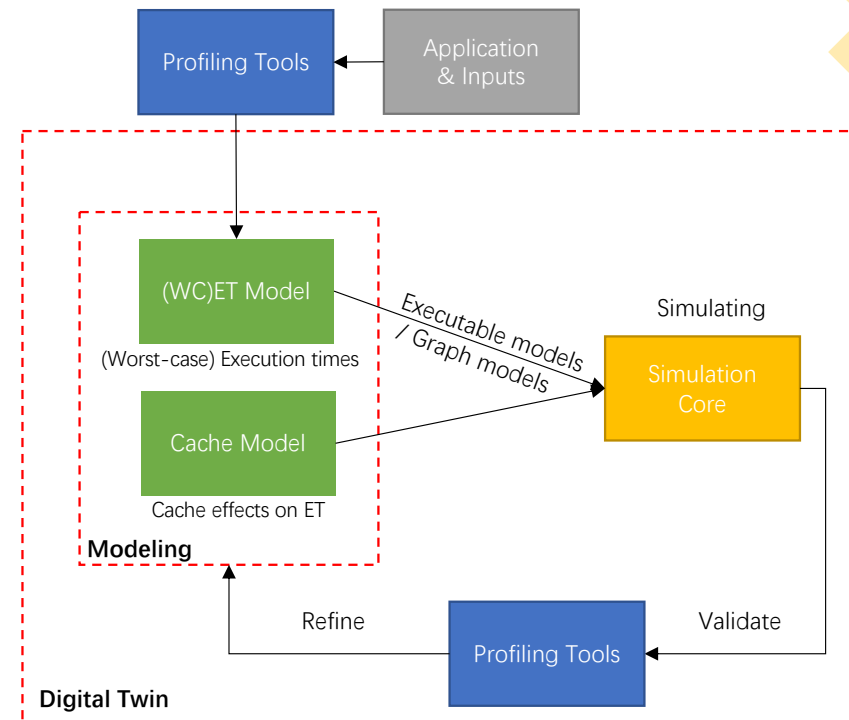 Profiling Tools
Application
& Inputs
(WC)ET Model
(Worst-case) Execution times
Executable models
/ Graph models
Simulating
Simulation
Core
Cache Model
Cache effects on ET
Modeling
Refine
Validate
Profiling Tools
Digital Twin